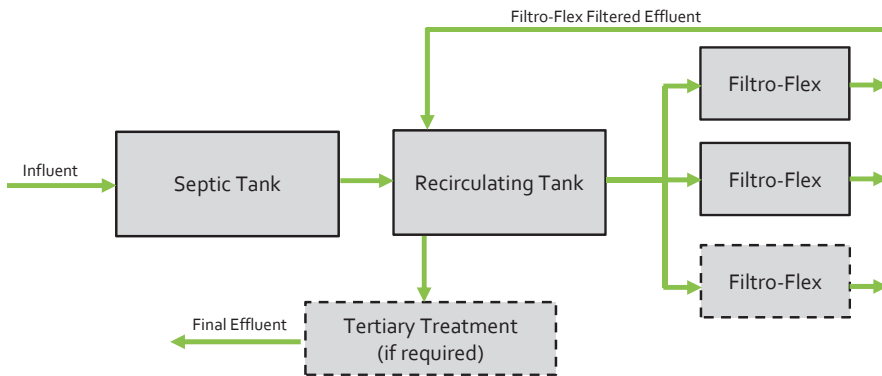 Filtro-Flex Filtered Effluent
Filtro-Flex
Influent
Septic Tank
Recirculating Tank
Filtro-Flex
Filtro-Flex
Final Effluent
Tertiary Treatment
(if required)